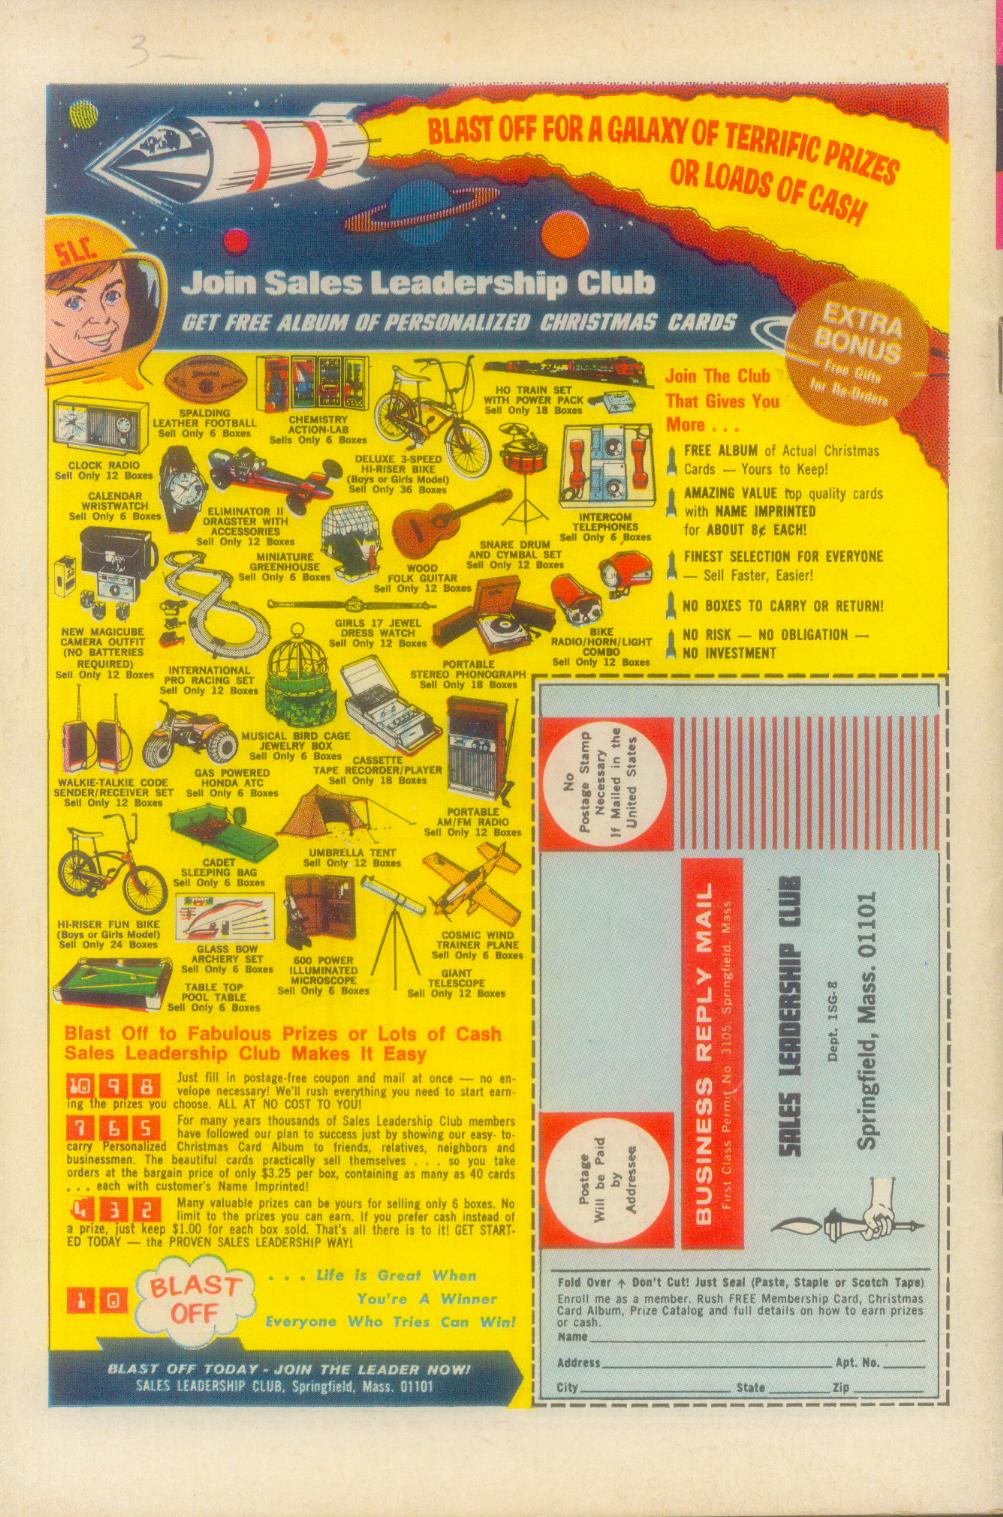 3-
BLAST OFF FOR A GALAXY OF TERRIFIC PRIZES
OR LOADS OF CASH
SLC
Join Sales Leadership Club
GET FREE ALBUM OF PERSONALIZED CHRISTMAS CARDS
EXTRA
BONUS
Free Gifts
for Re-Orders
CLOCK RADIO
Sell Only 12 Boxes
SPALDING
LEATHER FOOTBALL
Sell Only 6 Boxes
CHEMISTRY
ACTION-LAB
Sells Only 6 Boxes
DELUXE 3-SPEED
HI-RISER BIKE
(Boys or Girls Model)
Sell Only 36 Boxes
HO TRAIN SET
WITH POWER PACK
Sell Only 18 Boxes
CALENDAR
WRISTWATCH
Sell Only 6 Boxes
ELIMINATOR II
DRAGSTER WITH
ACCESSORIES
Sell Only 12 Boxes
MINIATURE
GREENHOUSE
Sell Only 6 Boxes
WOOD
FOLK GUITAR
Sell Only 12 Boxes
SNARE DRUM
AND CYMBAL SET
Sell Only 12 Boxes
INTERCOM
TELEPHONES
Sell Only 6 Boxes
NEW MAGICUBE
CAMERA OUTFIT
(NO BATTERIES
REQUIRED)
Sell Only 12 Boxes
INTERNATIONAL
PRO RACING SET
Sell Only 12 Boxes
GIRLS 17 JEWEL
DRESS WATCH
Sell Only 12 Boxes
PORTABLE
STEREO PHONOGRAPH
Sell Only 18 Boxes
BIKE
RADIO/HORN/LIGHT
COMBO
Sell Only 12 Boxes
WALKIE-TALKIE CODE
SENDER/RECEIVER SET
Sell Only 12 Boxes
GAS POWERED
HONDA ATC
Sell Only 6 Boxes
MUSICAL BIRD CAGE
JEWELRY BOX
Sell Only 6 Boxes
CASSETTE
TAPE RECORDER/PLAYER
Sell Only 18 Boxes
PORTABLE
AM/FM RADIO
Sell Only 12 Boxes
HI-RISER FUN BIKE
(Boys or Girls Model)
Sell Only 24 Boxes
CADET
SLEEPING BAG
Sell Only 6 Boxes
UMBRELLA TENT
Sell Only 12 Boxes
GLASS BOW
ARCHERY SET
Sell Only 6 Boxes
600 POWER
ILLUMINATED
MICROSCOPE
Sell Only 6 Boxes
COSMIC WIND
TRAINER PLANE
Sell Only 6 Boxes
GIANT
TELESCOPE
Sell Only 12 Boxes
TABLE TOP
POOL TABLE
Sell Only 6 Boxes
Join The Club
That Gives You
More . . .
FREE ALBUM of Actual Christmas
Cards — Yours to Keep!
AMAZING VALUE top quality cards
with NAME IMPRINTED
for ABOUT 8¢ EACH!
FINEST SELECTION FOR EVERYONE
— Sell Faster, Easier!
NO BOXES TO CARRY OR RETURN!
NO RISK — NO OBLIGATION —
NO INVESTMENT
Blast Off to Fabulous Prizes or Lots of Cash
Sales Leadership Club Makes It Easy
10 9 8
Just fill in postage-free coupon and mail at once — no en-
velope necessary! We'll rush everything you need to start earn-
ing the prizes you choose. ALL AT NO COST TO YOU!
7 6 5
For many years thousands of Sales Leadership Club members
have followed our plan to success just by showing our easy- to-
carry Personalized Christmas Card Album to friends, relatives, neighbors and
businessmen. The beautiful cards practically sell themselves . . . so you take
orders at the bargain price of only $3.25 per box, containing as many as 40 cards
. . . each with customer's Name Imprinted!
4 3 2
Many valuable prizes can be yours for selling only 6 boxes. No
limit to the prizes you can earn. If you prefer cash instead of
a prize, just keep $1.00 for each box sold. That's all there is to it! GET START-
ED TODAY — the PROVEN SALES LEADERSHIP WAY!
1 0
BLAST
OFF
. . . Life is Great When
You're A Winner
Everyone Who Tries Can Win!
BLAST OFF TODAY - JOIN THE LEADER NOW!
SALES LEADERSHIP CLUB, Springfield, Mass. 01101
No
Postage Stamp
Necessary
If Mailed in the
United States
Postage
Will be Paid
by
Addressee
BUSINESS REPLY MAIL
First Class Permit No. 3105, Springfield, Mass.
SALES LEADERSHIP CLUB
Dept. 1SG-8
Springfield, Mass. 01101
Fold Over ↑ Don't Cut! Just Seal (Paste, Staple or Scotch Tape)
Enroll me as a member. Rush FREE Membership Card, Christmas
Card Album, Prize Catalog and full details on how to earn prizes
or cash.
Name
Address Apt. No.
City State Zip